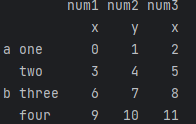 num1 num2 num3
x y x
a one 0 1 2
two 3 4 5
b three 6 7 8
four 9 10 11